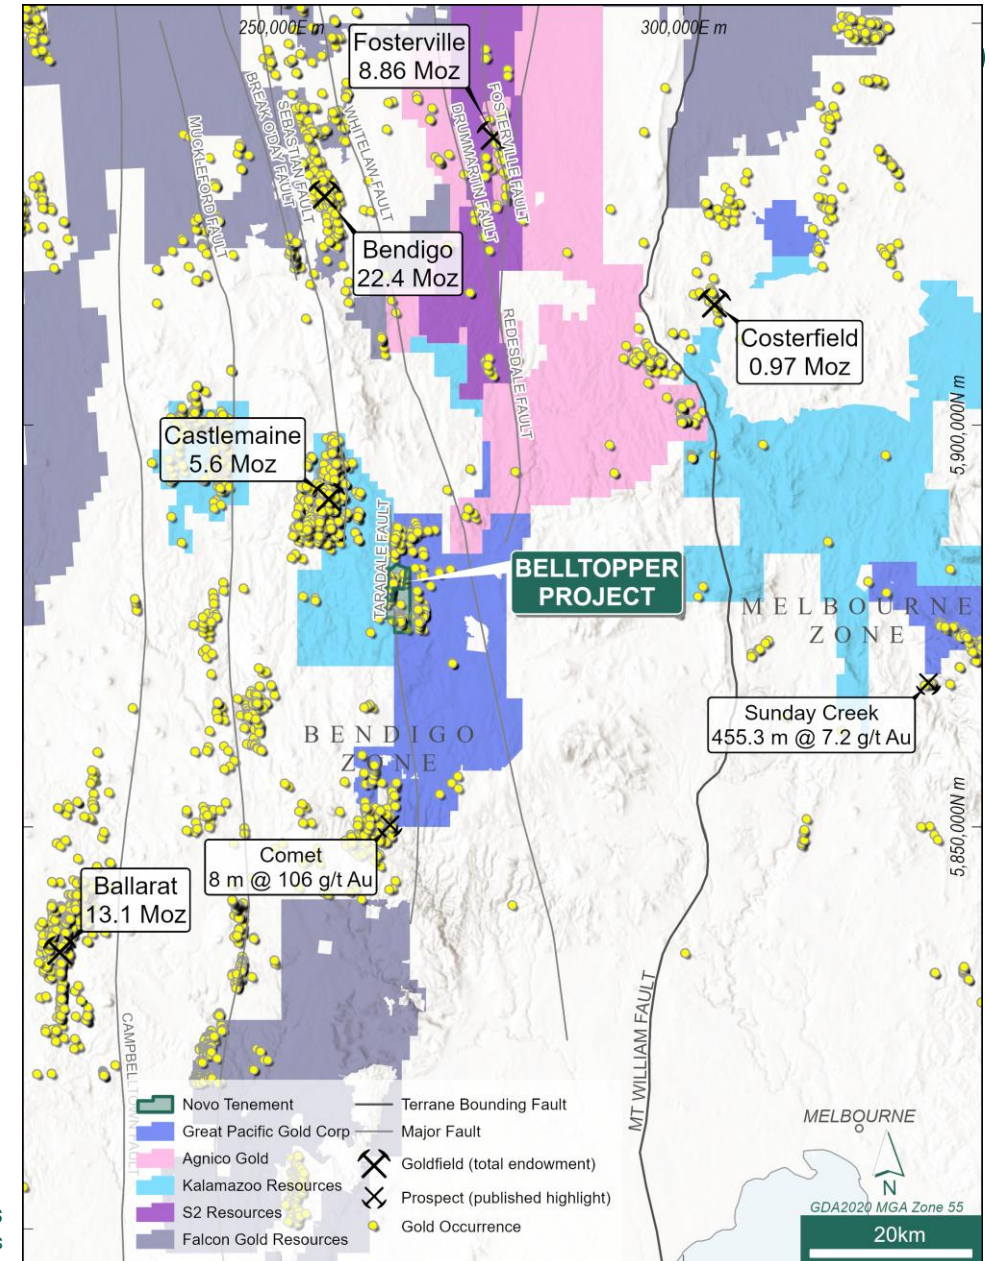 250,000E m
300,000E m
Fosterville
8.86 Moz
MUCKLEFORD FAULT
BREAK O'DAY FAULT
SEBASTIAN FAULT
WHITELAW FAULT
DRUMMARTIN FAULT
FOSTERVILLE FAULT
Bendigo
22.4 Moz
REDESDALE FAULT
Costerfield
0.97 Moz
5,900,000N m
Castlemaine
5.6 Moz
TARADALE FAULT
BELLTOPPER
PROJECT
MELBOURNE
ZONE
Sunday Creek
455.3 m @ 7.2 g/t Au
BENDIGO
ZONE
5,850,000N m
Comet
8 m @ 106 g/t Au
Ballarat
13.1 Moz
CAMPBELLTOWN FAULT
MT WILLIAM FAULT
Novo Tenement
Great Pacific Gold Corp
Agnico Gold
Kalamazoo Resources
S2 Resources
Falcon Gold Resources
Terrane Bounding Fault
Major Fault
Goldfield (total endowment)
Prospect (published highlight)
Gold Occurrence
MELBOURNE
N
GDA2020 MGA Zone 55
20km